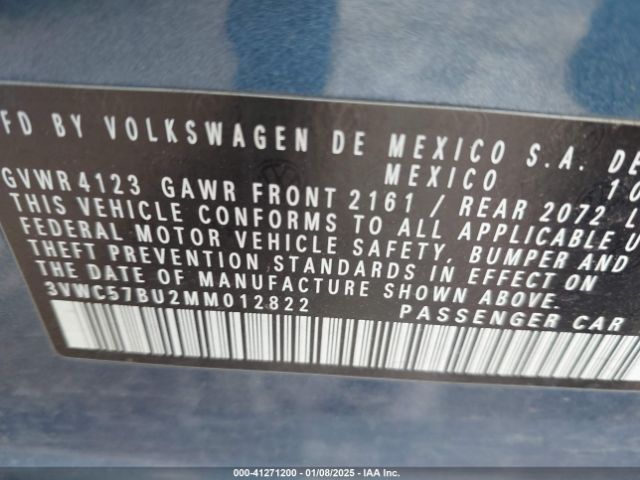 FD BY VOLKSWAGEN DE MEXICO S.A. DE
MEXICO
GVWR 4123 GAWR FRONT 2161 / REAR 2072
THIS VEHICLE CONFORMS TO ALL APPLICABLE
FEDERAL MOTOR VEHICLE SAFETY, BUMPER AND
THEFT PREVENTION STANDARDS IN EFFECT ON
THE DATE OF MANUFACTURE SHOWN ABOVE.
3VWC57BU2MM012822 PASSENGER CAR
000-41271200 - 01/08/2025 - IAA Inc.